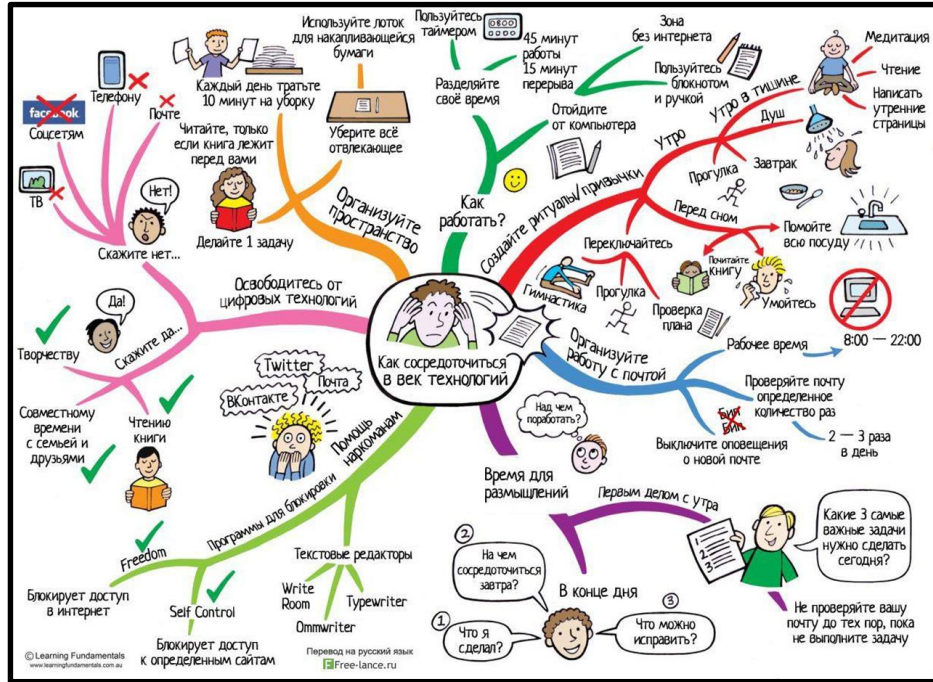 Как сосредоточиться
в век технологий
Как
работать?
Разделяйте
своё время
Пользуйтесь
таймером
45 минут
работы
15 минут
перерыва
Отойдите
от компьютера
Зона
без интернета
Пользуйтесь
блокнотом
и ручкой
Создайте ритуалы/привычки
Утро
Утро в тишине
Медитация
Чтение
Написать
утренние
страницы
Душ
Завтрак
Прогулка
Перед сном
Помойте
всю посуду
Почитайте
книгу
Умойтесь
Переключайтесь
Гимнастика
Прогулка
Проверка
плана
Организуйте
работу с почтой
Рабочее время
8:00 — 22:00
Проверяйте почту
определенное
количество раз
2 — 3 раза
в день
Бип
Бип
Выключите оповещения
о новой почте
Время для
размышлений
Над чем
поработать?
Первым делом с утра
1
2
3
Какие 3 самые
важные задачи
нужно сделать
сегодня?
Не проверяйте вашу
почту до тех пор, пока
не выполните задачу
В конце дня
1
Что я
сделал?
2
На чем
сосредоточиться
завтра?
3
Что можно
исправить?
Помощь
наркоманам
Twitter
Почта
ВКонтакте
Программы для блокировки
Freedom
Блокирует доступ
в интернет
Self Control
Блокирует доступ
к определенным сайтам
Текстовые редакторы
Write
Room
Ommwriter
Typewriter
Освободитесь от
цифровых технологий
Скажите нет...
Нет!
ТВ
facebook
Соцсетям
Телефону
Почте
Скажите да...
Да!
Творчеству
Совместному
времени
с семьей и
друзьями
Чтению
книги
Организуйте
пространство
Каждый день тратьте
10 минут на уборку
Используйте лоток
для накапливающейся
бумаги
Уберите всё
отвлекающее
Читайте, только
если книга лежит
перед вами
Делайте 1 задачу
© Learning Fundamentals
www.learningfundamentals.com.au
Перевод на русский язык
Free-lance.ru